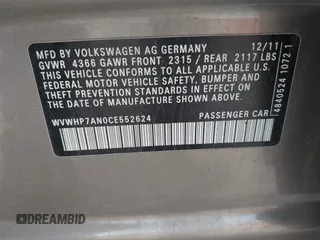 MFD. BY VOLKSWAGEN AG GERMANY 12/11
GVWR 4366 GAWR FRONT 2315 / REAR 2117 LBS
THIS VEHICLE CONFORMS TO ALL APPLICABLE U.S.
FEDERAL MOTOR VEHICLE SAFETY, BUMPER AND
THEFT PREVENTION STANDARDS IN EFFECT ON THE
DATE OF MANUFACTURE SHOWN ABOVE.
WVWHP7AN0CE552624 PASSENGER CAR
4840524 1072 1
DREAMBID